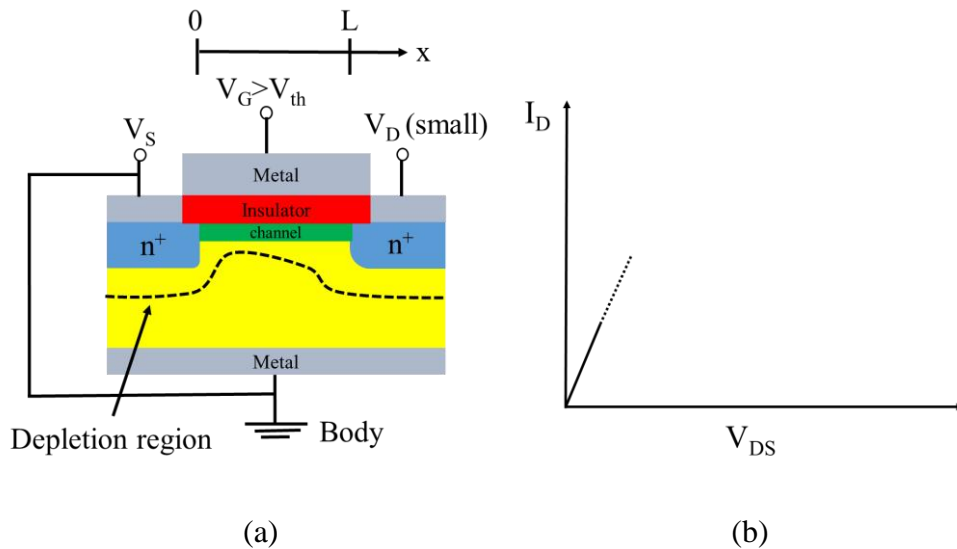 0 L
x
V_G>V_th
V_S
V_D (small)
Metal
Insulator
channel
n⁺ n⁺
Metal
Depletion region
Body
(a)
I_D
V_DS
(b)